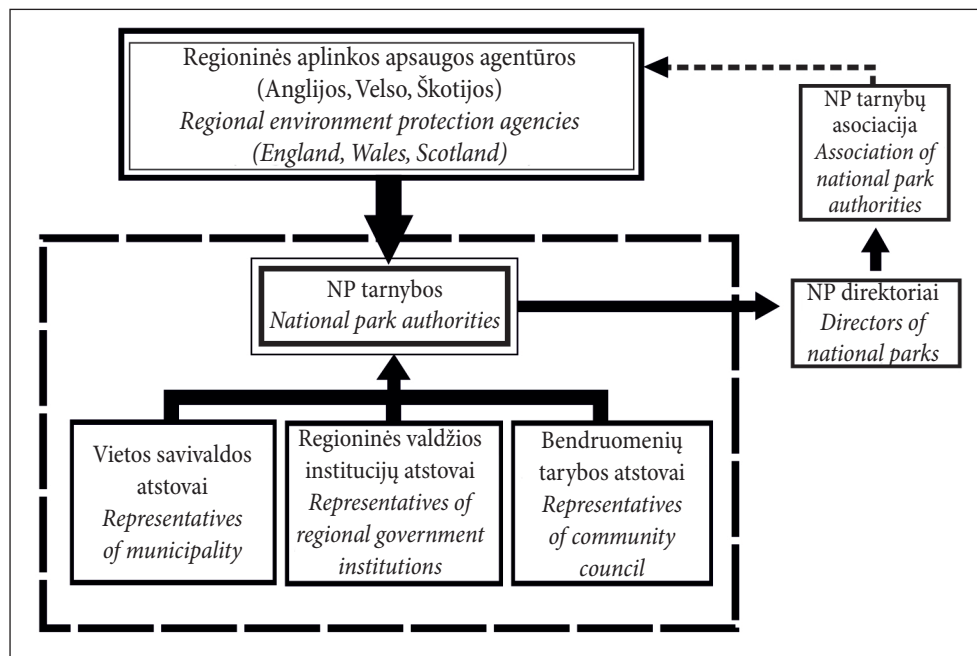 Regioninės aplinkos apsaugos agentūros
(Anglijos, Velso, Škotijos)
Regional environment protection agencies
(England, Wales, Scotland)
NP tarnybų
asociacija
Association of
national park
authorities
NP tarnybos
National park authorities
NP direktoriai
Directors of
national parks
Vietos savivaldos
atstovai
Representatives
of municipality
Regioninės valdžios
institucijų atstovai
Representatives of
regional government
institutions
Bendruomenių
tarybos atstovai
Representatives
of community
council